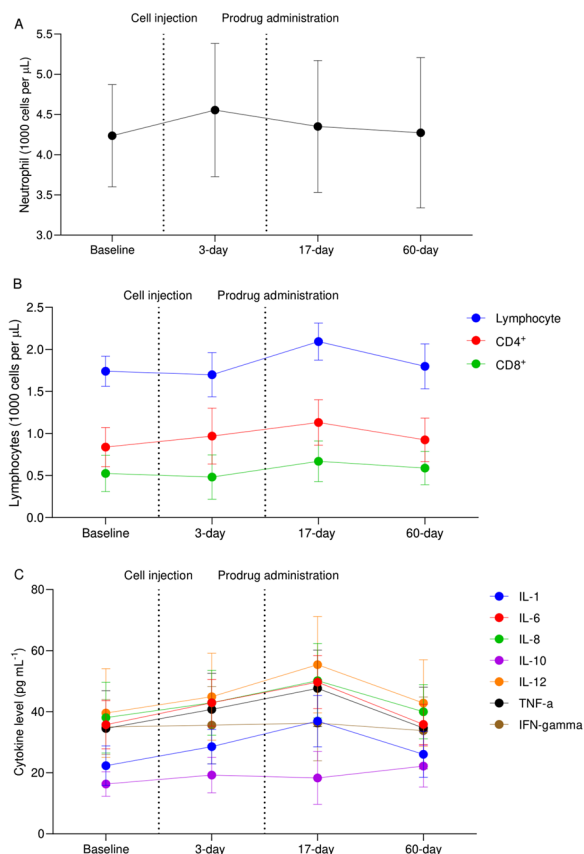 A
Cell injection Prodrug administration
Neutrophil (1000 cells per µL)
5.5
5.0
4.5
4.0
3.5
3.0
Baseline 3-day 17-day 60-day
B
Cell injection Prodrug administration
Lymphocytes (1000 cells per µL)
2.5
2.0
1.5
1.0
0.5
0.0
Baseline 3-day 17-day 60-day
Lymphocyte
CD4⁺
CD8⁺
C
Cell injection Prodrug administration
Cytokine level (pg mL⁻¹)
80
60
40
20
0
Baseline 3-day 17-day 60-day
IL-1
IL-6
IL-8
IL-10
IL-12
TNF-a
IFN-gamma